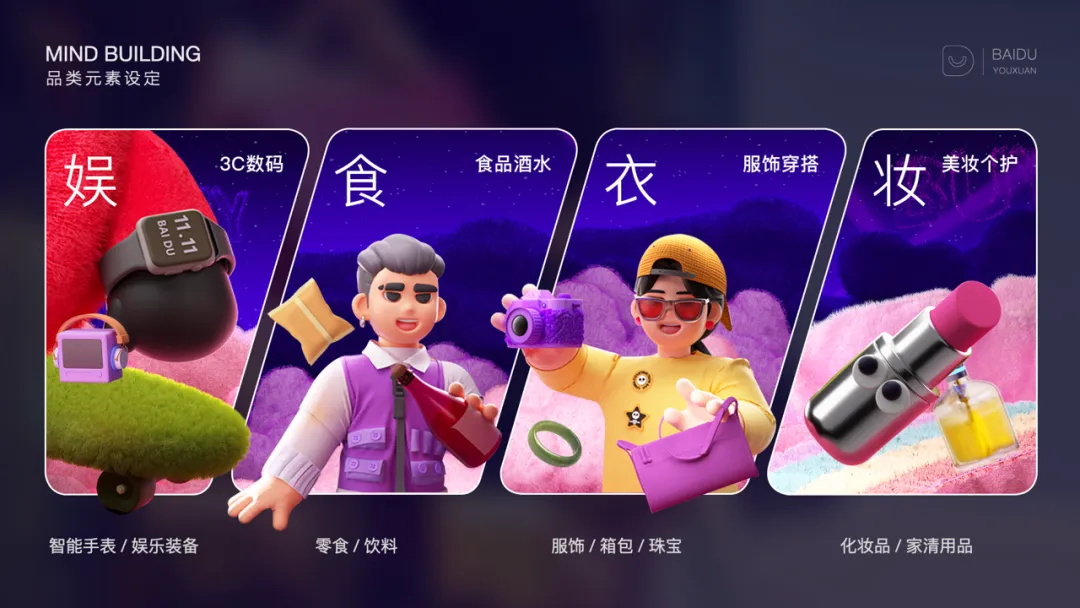 MIND BUILDING
品类元素设定
BAIDU
YOUXUAN
娱
3C数码
食
食品酒水
衣
服饰穿搭
妆
美妆个护
11.11
BAI DU
智能手表 / 娱乐装备
零食 / 饮料
服饰 / 箱包 / 珠宝
化妆品 / 家清用品